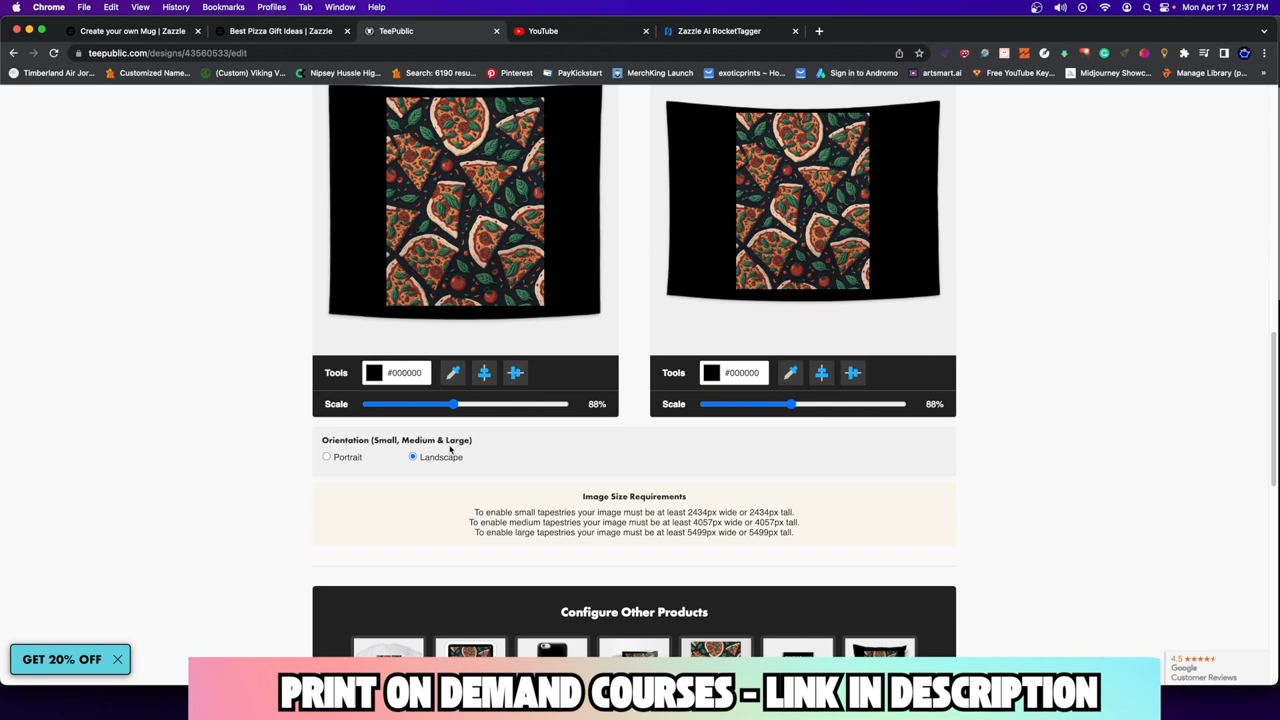 Chrome File Edit View History Bookmarks Profiles Tab Window Help
Mon Apr 17 12:37 PM
Create your own Mug | Zazzle
Best Pizza Gift Ideas | Zazzle
TeePublic
YouTube
Zazzle Ai RocketTagger
teepublic.com/designs/43560533/edit
Timberland Air Jor...
Customized Name...
(Custom) Viking V...
Nipsey Hussle Hig...
Search: 6190 resu...
Pinterest
PayKickstart
MerchKing Launch
exoticprints – Ho...
Sign in to Andromo
artsmart.ai
Free YouTube Key...
Midjourney Showc...
Manage Library (p...
Tools #000000
Scale 88%
Tools #000000
Scale 88%
Orientation (Small, Medium & Large)
Portrait Landscape
Image Size Requirements
To enable small tapestries your image must be at least 2434px wide or 2434px tall.
To enable medium tapestries your image must be at least 4057px wide or 4057px tall.
To enable large tapestries your image must be at least 5499px wide or 5499px tall.
Configure Other Products
GET 20% OFF
4.5
Google
Customer Reviews
PRINT ON DEMAND COURSES - LINK IN DESCRIPTION